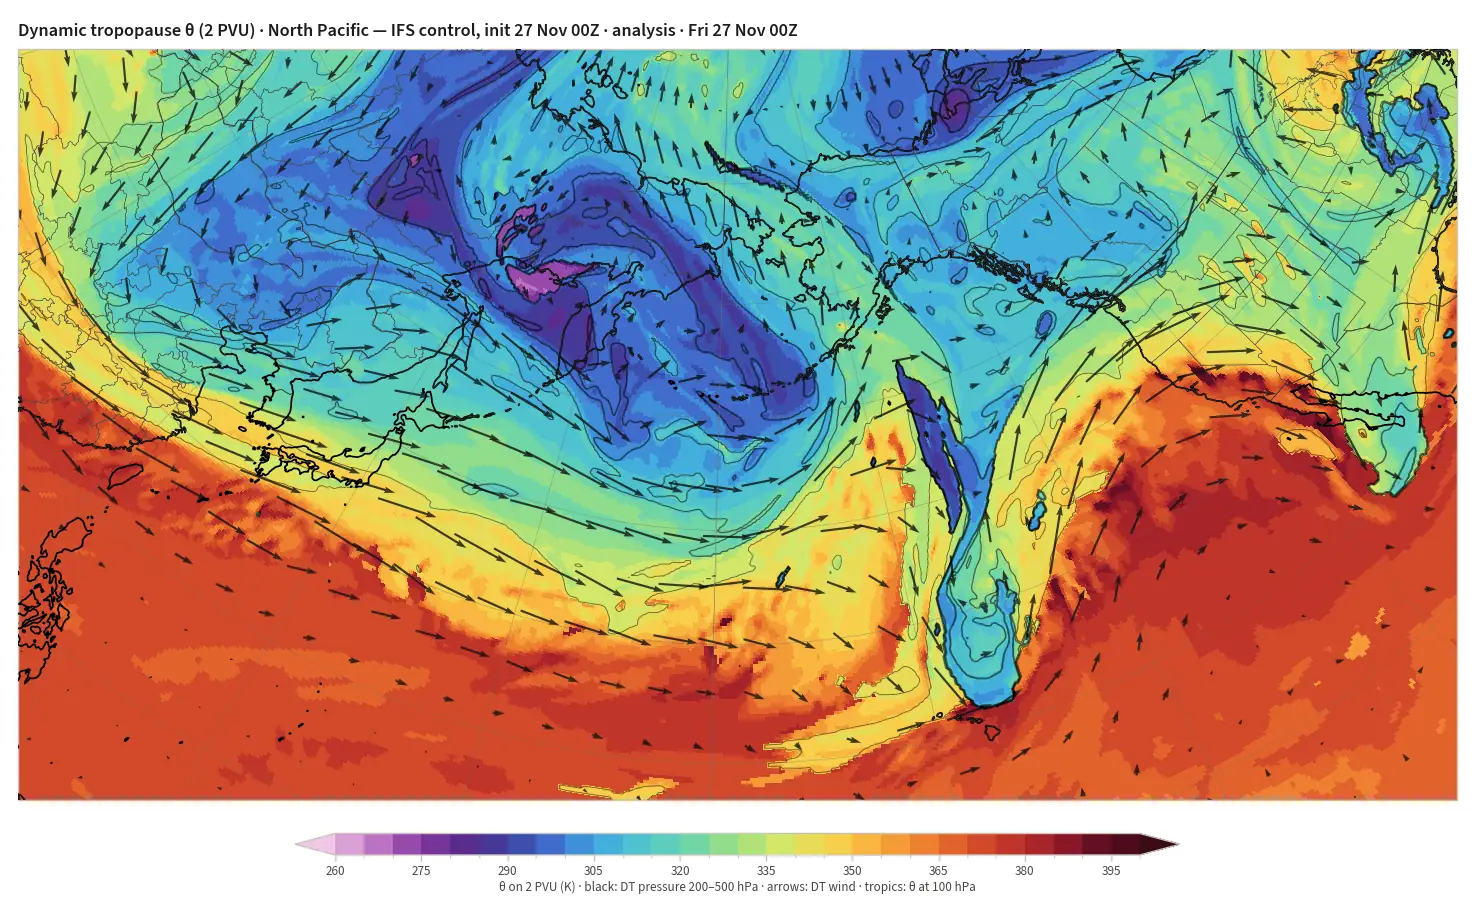 Dynamic tropopause θ (2 PVU) · North Pacific — IFS control, init 27 Nov 00Z · analysis · Fri 27 Nov 00Z
260 275 290 305 320 335 350 365 380 395
θ on 2 PVU (K) · black: DT pressure 200–500 hPa · arrows: DT wind · tropics: θ at 100 hPa